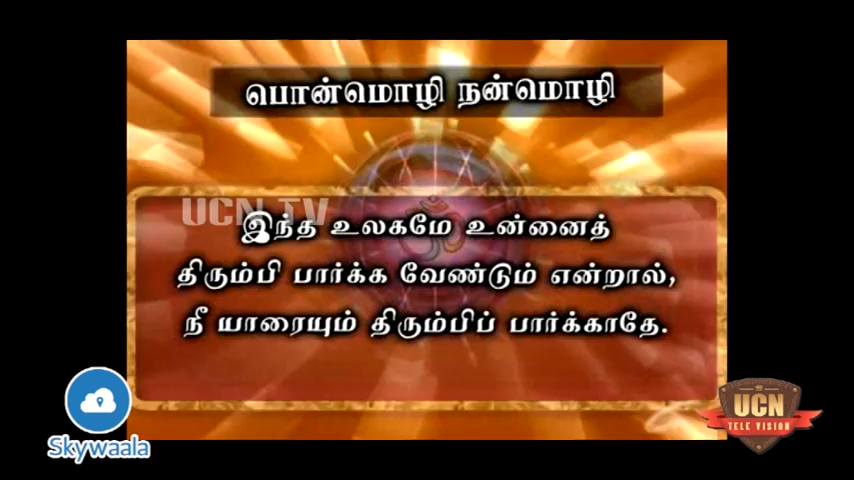 பொன்மொழி நன்மொழி
UCN TV
இந்த உலகமே உன்னைத்
திரும்பி பார்க்க வேண்டும் என்றால்,
நீ யாரையும் திரும்பிப் பார்க்காதே.
Skywaala
UCN
TELE VISION